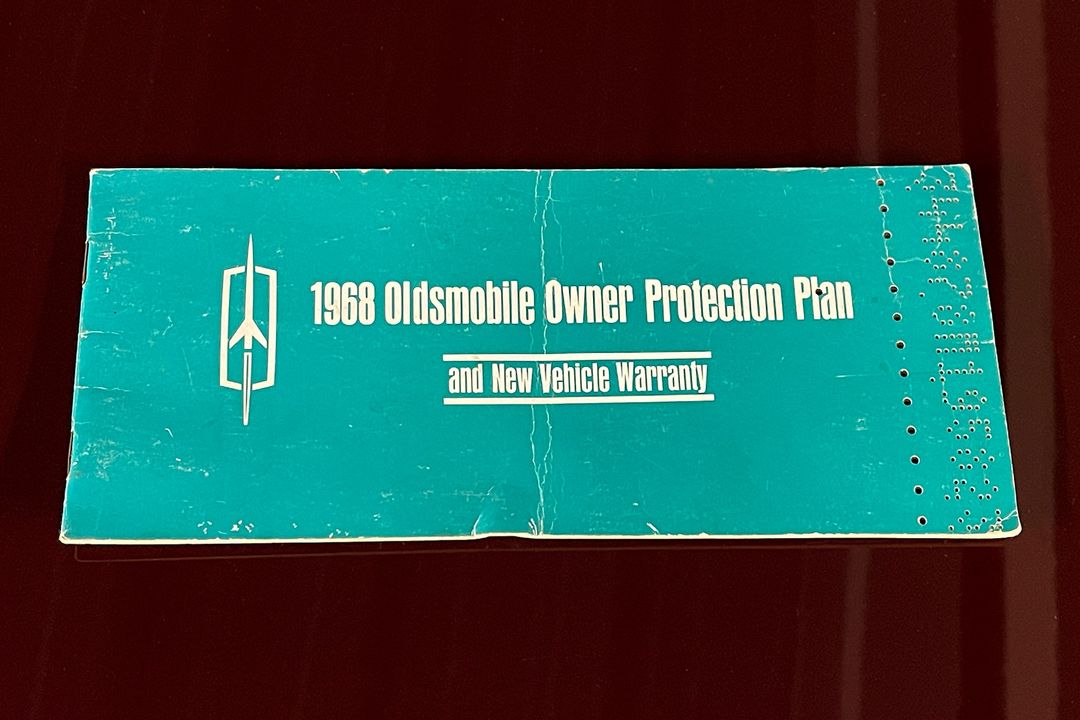 1968 Oldsmobile Owner Protection Plan
and New Vehicle Warranty